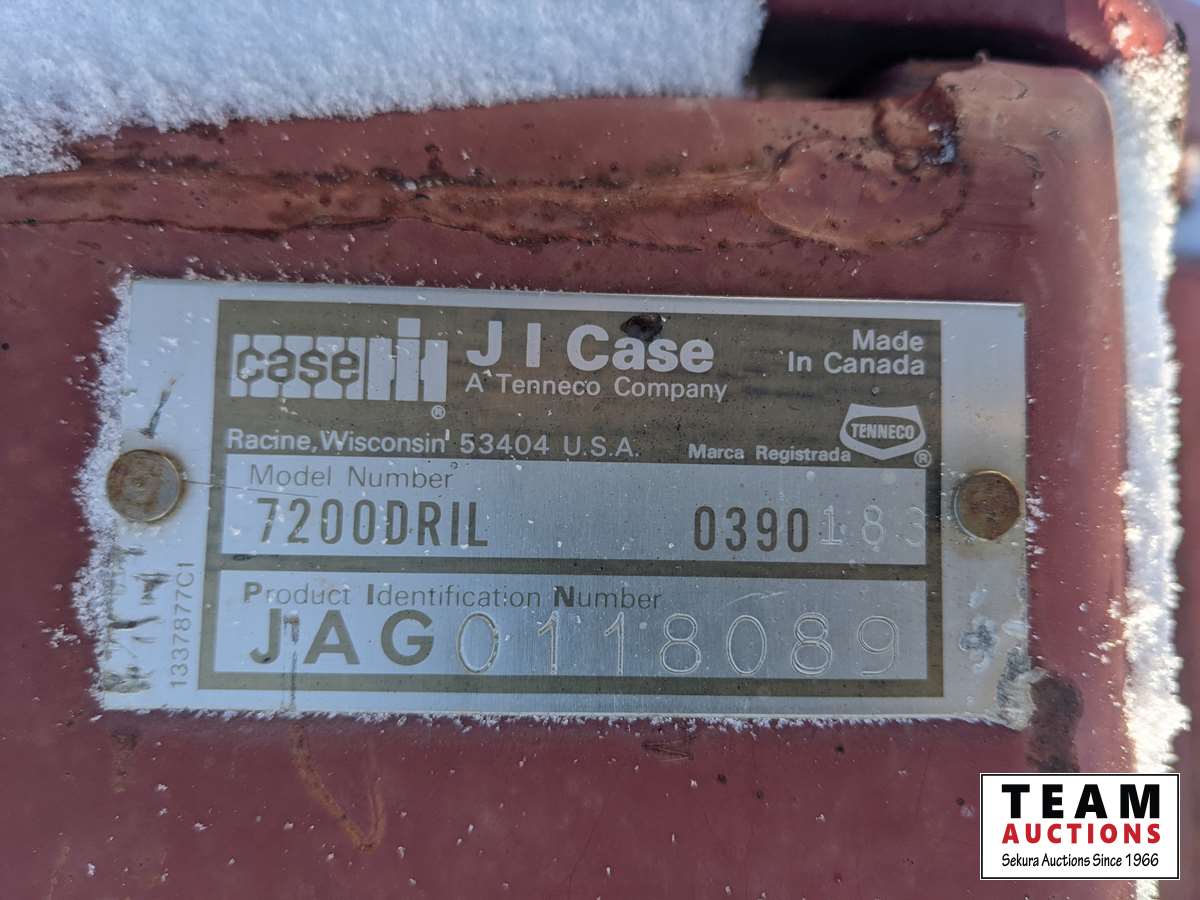 case IH ®
J I Case
A Tenneco Company
Made
In Canada
Racine, Wisconsin 53404 U.S.A.
Marca Registrada
TENNECO ®
Model Number
7200DRIL 0390183
Product Identification Number
JAG0118089
1337877C1
TEAM
AUCTIONS
Sekura Auctions Since 1966